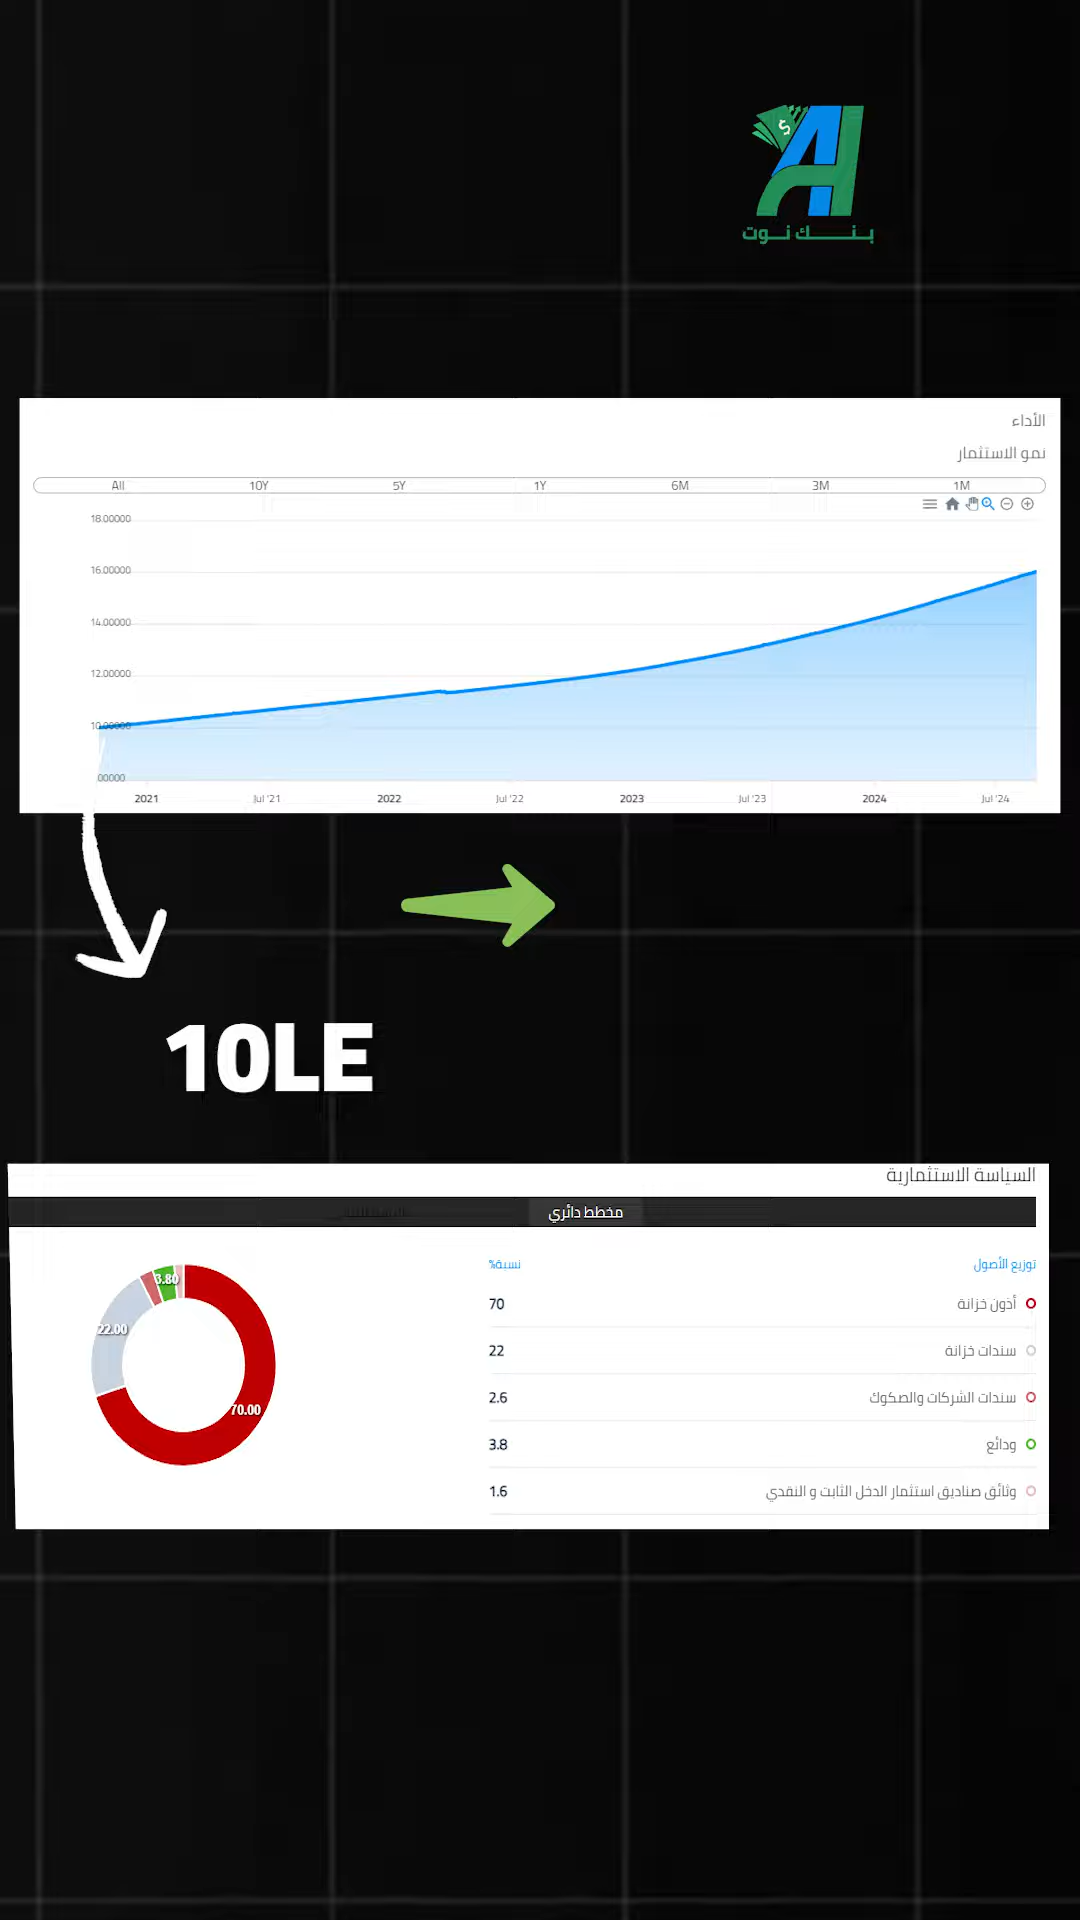 بنك نوت
الأداء
نمو الاستثمار
All 10Y 5Y 1Y 6M 3M 1M
18.00000
16.00000
14.00000
12.00000
10.00000
.00000
2021 Jul '21 2022 Jul '22 2023 Jul '23 2024 Jul '24
10LE
السياسة الاستثمارية
مخطط دائري
توزيع الأصول نسبة%
أذون خزانة 70
سندات خزانة 22
سندات الشركات والصكوك 2.6
ودائع 3.8
وثائق صناديق استثمار الدخل الثابت و النقدي 1.6
3.80
22.00
70.00